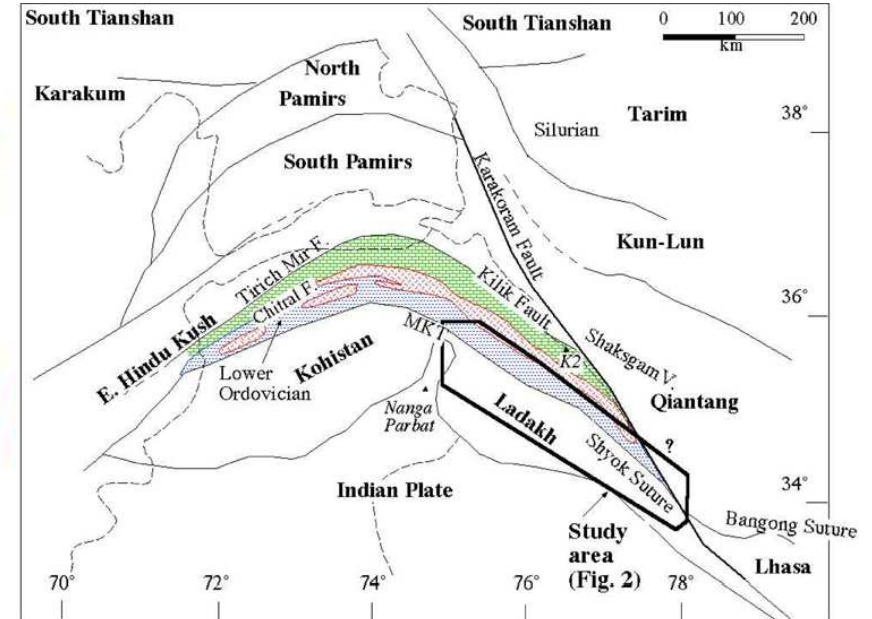 South Tianshan
South Tianshan
0 100 200
km
North
Pamirs
Karakum
Tarim
38°
Silurian
South Pamirs
Karakoram Fault
Kun-Lun
Tirich Mir F.
Kilik Fault
Chitral F.
36°
MKT
E. Hindu Kush
Kohistan
Shaksgam V.
K2
Lower
Ordovician
Qiangtang
Nanga
Parbat
Ladakh
?
Shyok Suture
34°
Indian Plate
Bangong Suture
Study
area
(Fig. 2)
Lhasa
70°
72°
74°
76°
78°